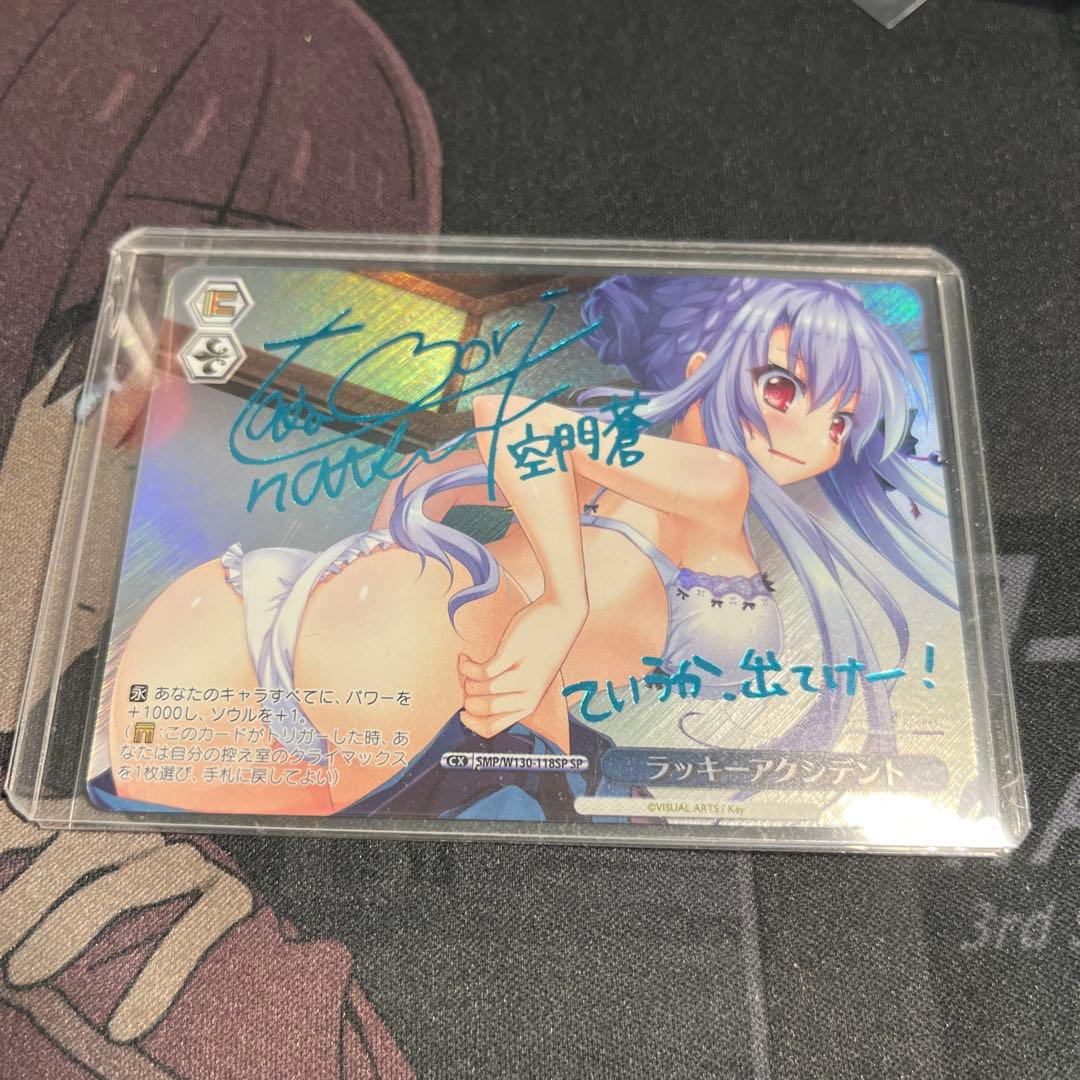 空門蒼
ていうか、出てけー!
永 あなたのキャラすべてに、パワーを
+1000し、ソウルを+1。
(:このカードがトリガーした時、あ
なたは自分の控え室のクライマックス
を1枚選び、手札に戻してよい)
CX SMP/W130-118SP SP
ラッキーアクシデント
©VISUAL ARTS / Key
3rd